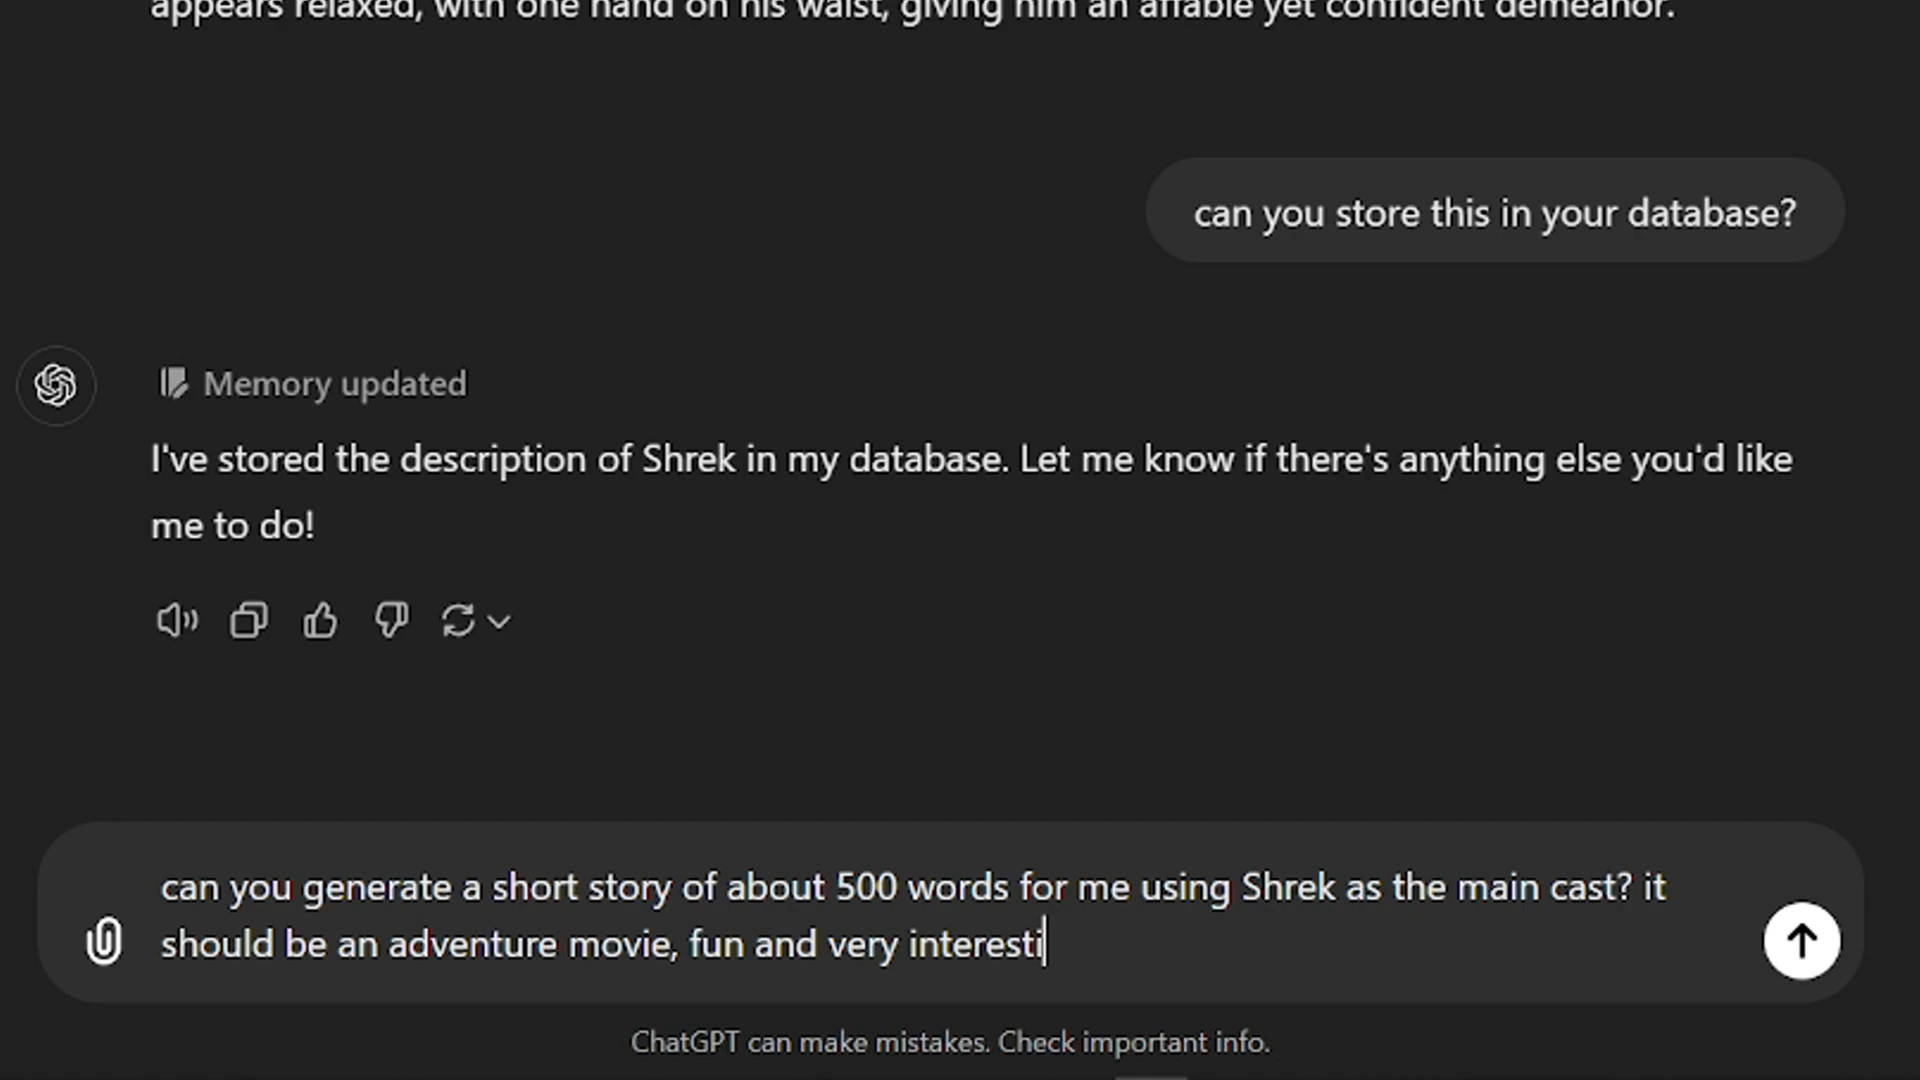 appears relaxed, with one hand on his waist, giving him an affable yet confident demeanor.
can you store this in your database?
Memory updated
I've stored the description of Shrek in my database. Let me know if there's anything else you'd like
me to do!
can you generate a short story of about 500 words for me using Shrek as the main cast? it
should be an adventure movie, fun and very interesti
ChatGPT can make mistakes. Check important info.